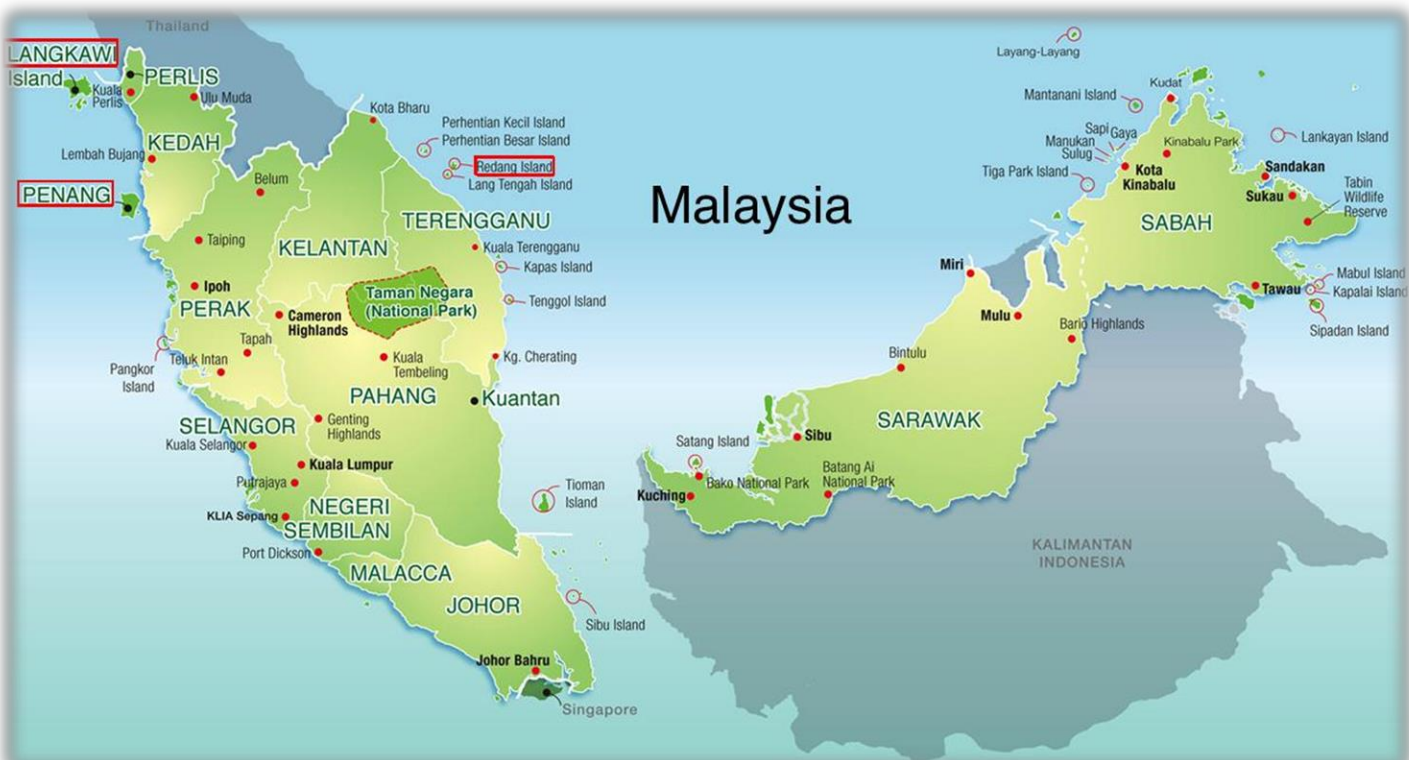 Thailand
LANGKAWI
Island
PERLIS
Kuala
Perlis
Ulu Muda
KEDAH
Lembah Bujang
PENANG
Belum
Taiping
Ipoh
PERAK
Cameron
Highlands
Tapah
Teluk Intan
Pangkor
Island
Kota Bharu
Perhentian Kecil Island
Perhentian Besar Island
Redang Island
Lang Tengah Island
TERENGGANU
KELANTAN
Kuala Terengganu
Kapas Island
Taman Negara
(National Park)
Tenggol Island
Kuala
Tembeling
Kg. Cherating
PAHANG
Kuantan
SELANGOR
Genting
Highlands
Kuala Selangor
Kuala Lumpur
Putrajaya
NEGERI
SEMBILAN
KLIA Sepang
Port Dickson
MALACCA
Tioman
Island
JOHOR
Sibu Island
Johor Bahru
Singapore
Malaysia
Layang-Layang
Mantanani Island
Kudat
Sapi
Gaya
Manukan
Sulug
Kinabalu Park
Lankayan Island
Tiga Park Island
Kota
Kinabalu
Sandakan
Sukau
Tabin
Wildlife
Reserve
SABAH
Miri
Mabul Island
Kapalai Island
Tawau
Sipadan Island
Mulu
Bario Highlands
Bintulu
SARAWAK
Sibu
Satang Island
Bako National Park
Batang Ai
National Park
Kuching
KALIMANTAN
INDONESIA